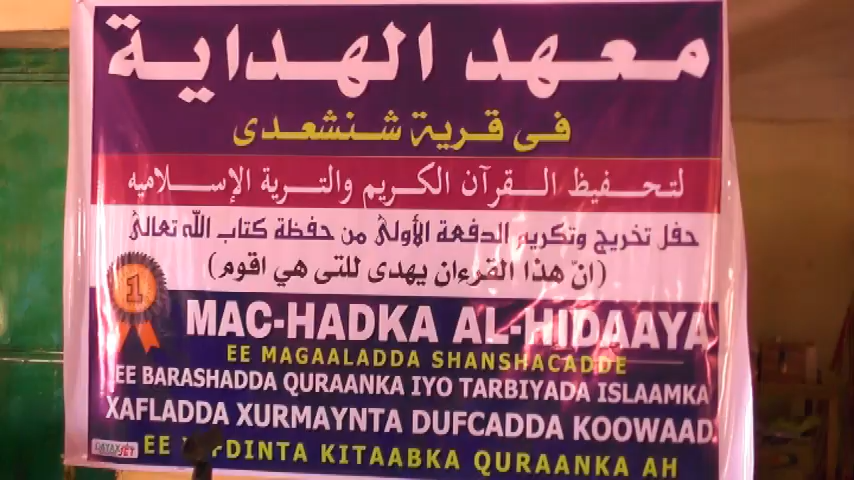 معهد الهداية
فى قرية شنشعدى
لتحفيظ القرآن الكريم والتربة الإسلاميه
حفل تخريج وتكريم الدفعة الأولىٰ من حفظة كتاب الله تعالىٰ
(انّ هذا القرءان يهدى للتى هي اقوم)
1
MAC-HADKA AL-HIDAAYA
EE MAGAALADDA SHANSHACADDE
EE BARASHADDA QURAANKA IYO TARBIYADA ISLAAMKA
XAFLADDA XURMAYNTA DUFCADDA KOOWAAD
EE KITAABKA QURAANKA AH